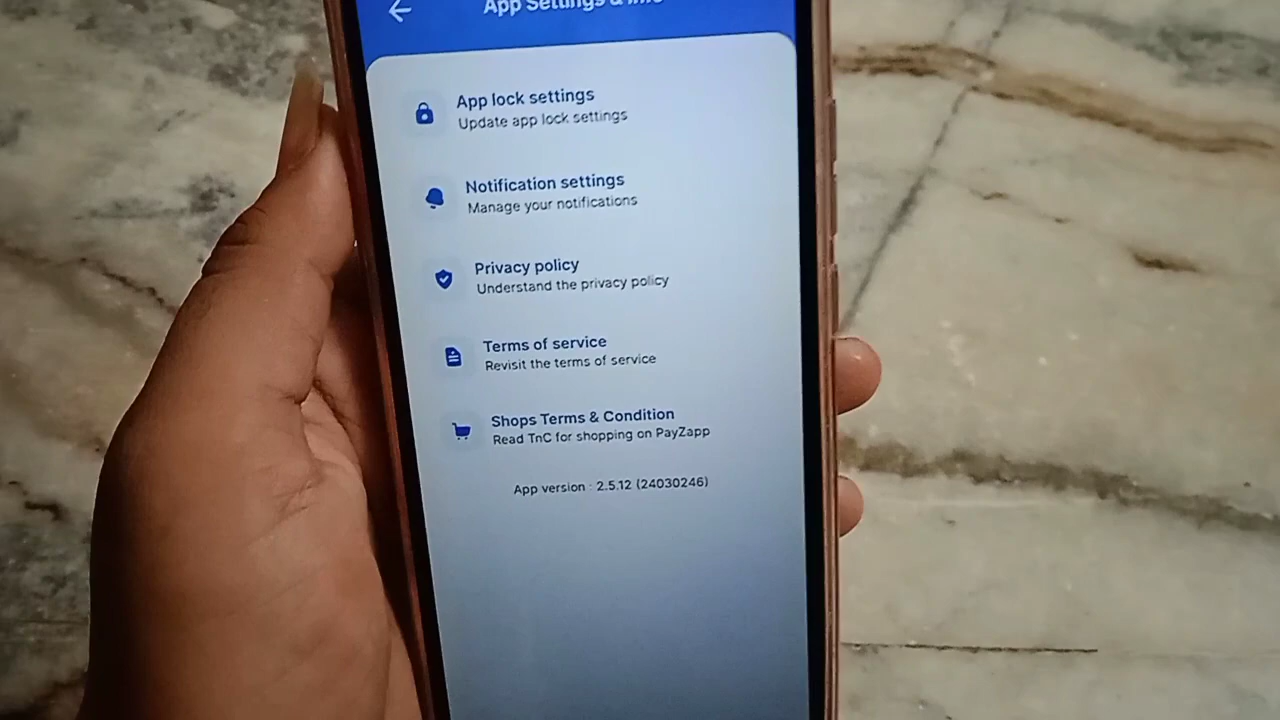 App Settings & Info
App lock settings
Update app lock settings
Notification settings
Manage your notifications
Privacy policy
Understand the privacy policy
Terms of service
Revisit the terms of service
Shops Terms & Condition
Read TnC for shopping on PayZapp
App version : 2.5.12 (24030246)